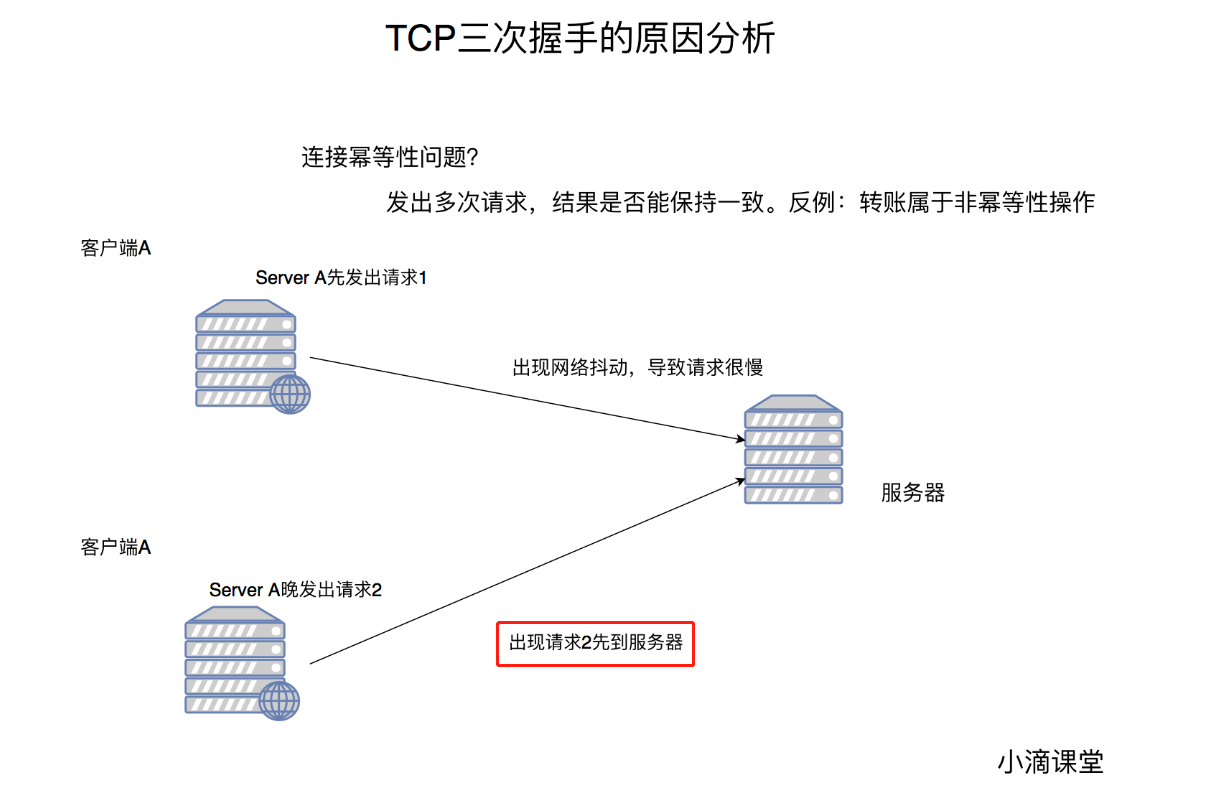 TCP三次握手的原因分析
连接幂等性问题？
发出多次请求，结果是否能保持一致。反例：转账属于非幂等性操作
客户端A
Server A先发出请求1
出现网络抖动，导致请求很慢
服务器
客户端A
Server A晚发出请求2
出现请求2先到服务器
小滴课堂